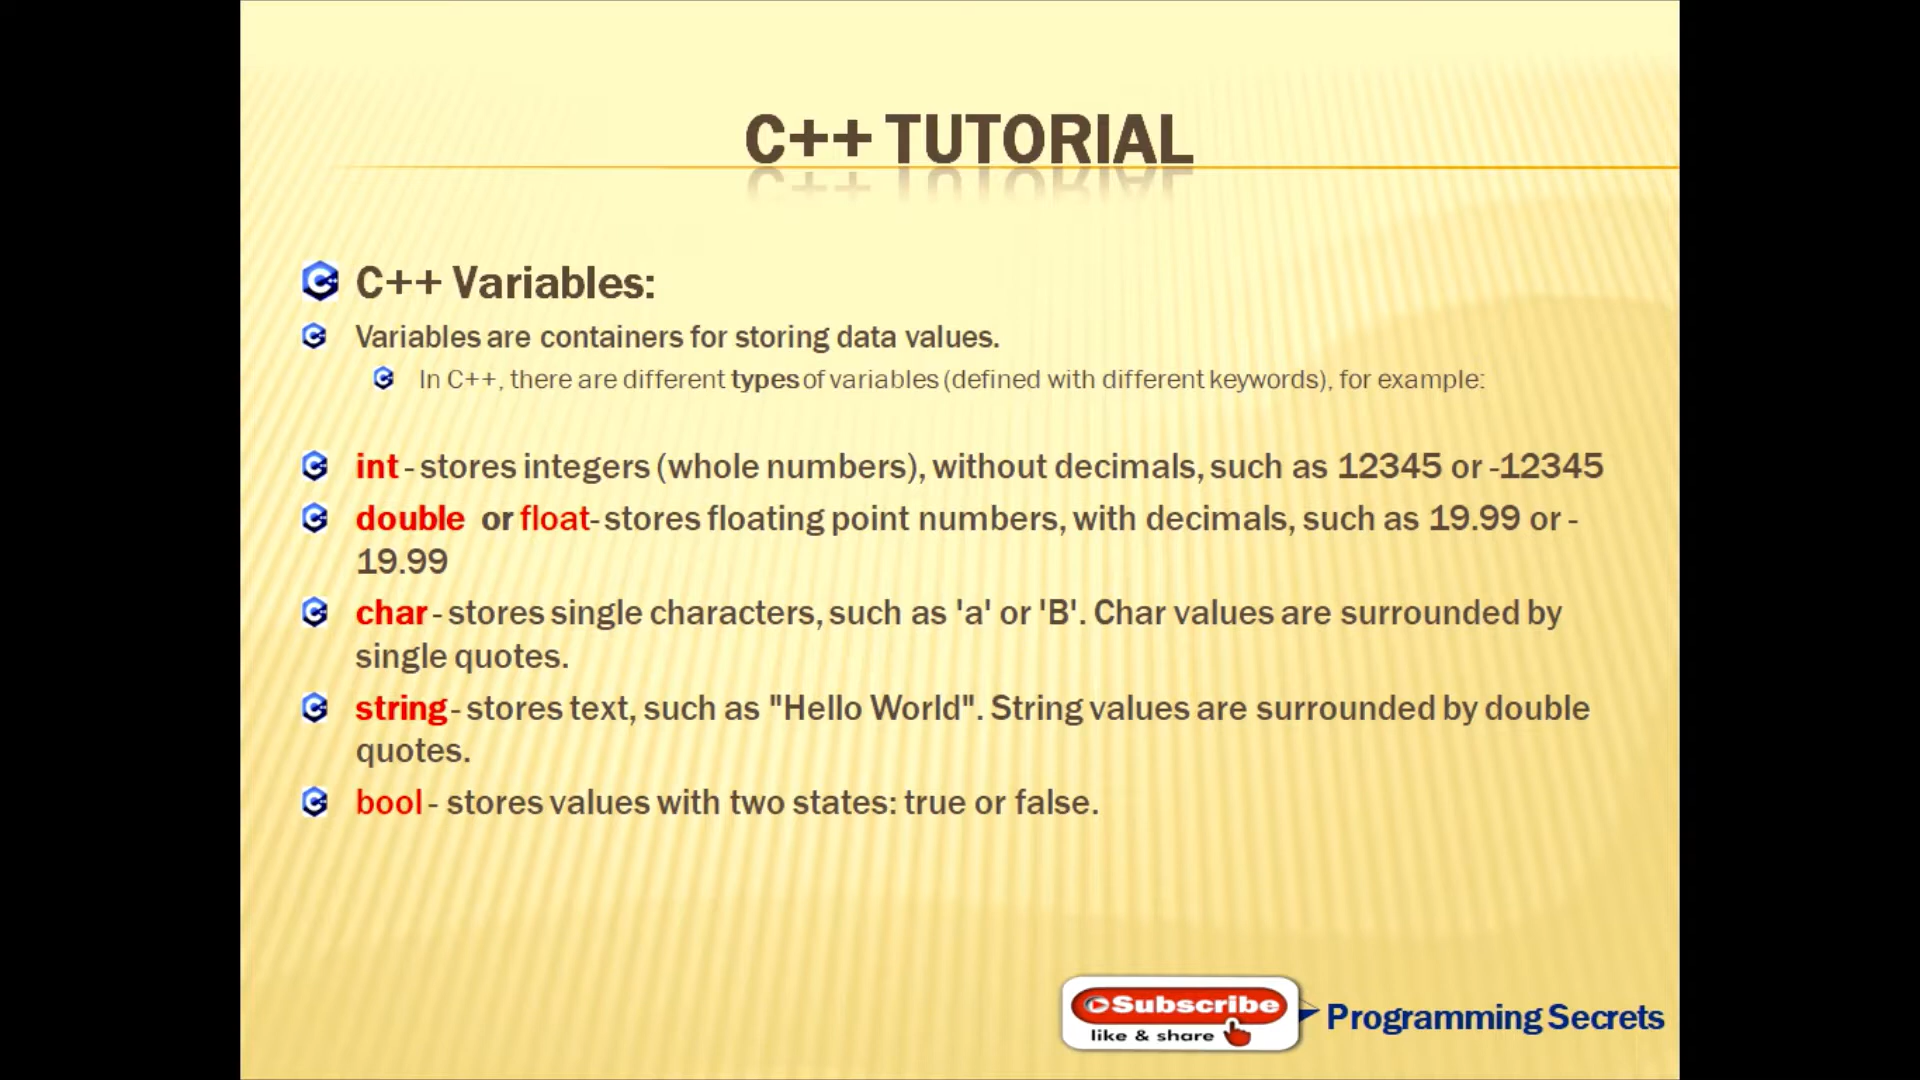 C++ TUTORIAL
C++ Variables:
Variables are containers for storing data values.
In C++, there are different types of variables (defined with different keywords), for example:
int - stores integers (whole numbers), without decimals, such as 12345 or -12345
double or float- stores floating point numbers, with decimals, such as 19.99 or -
19.99
char - stores single characters, such as 'a' or 'B'. Char values are surrounded by
single quotes.
string - stores text, such as "Hello World". String values are surrounded by double
quotes.
bool - stores values with two states: true or false.
Subscribe
like & share
Programming Secrets